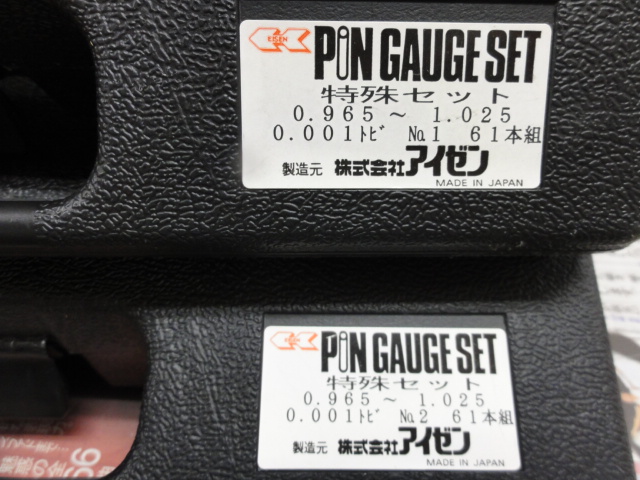 EISEN
PiN GAUGE SET
特殊セット
0.965 ～ 1.025
0.001ﾄﾋﾞ №1 61本組
製造元 株式会社アイゼン
MADE IN JAPAN
PiN GAUGE SET
特殊セット
0.965 ～ 1.025
0.001ﾄﾋﾞ №2 61本組
製造元 株式会社アイゼン
MADE IN JAPAN